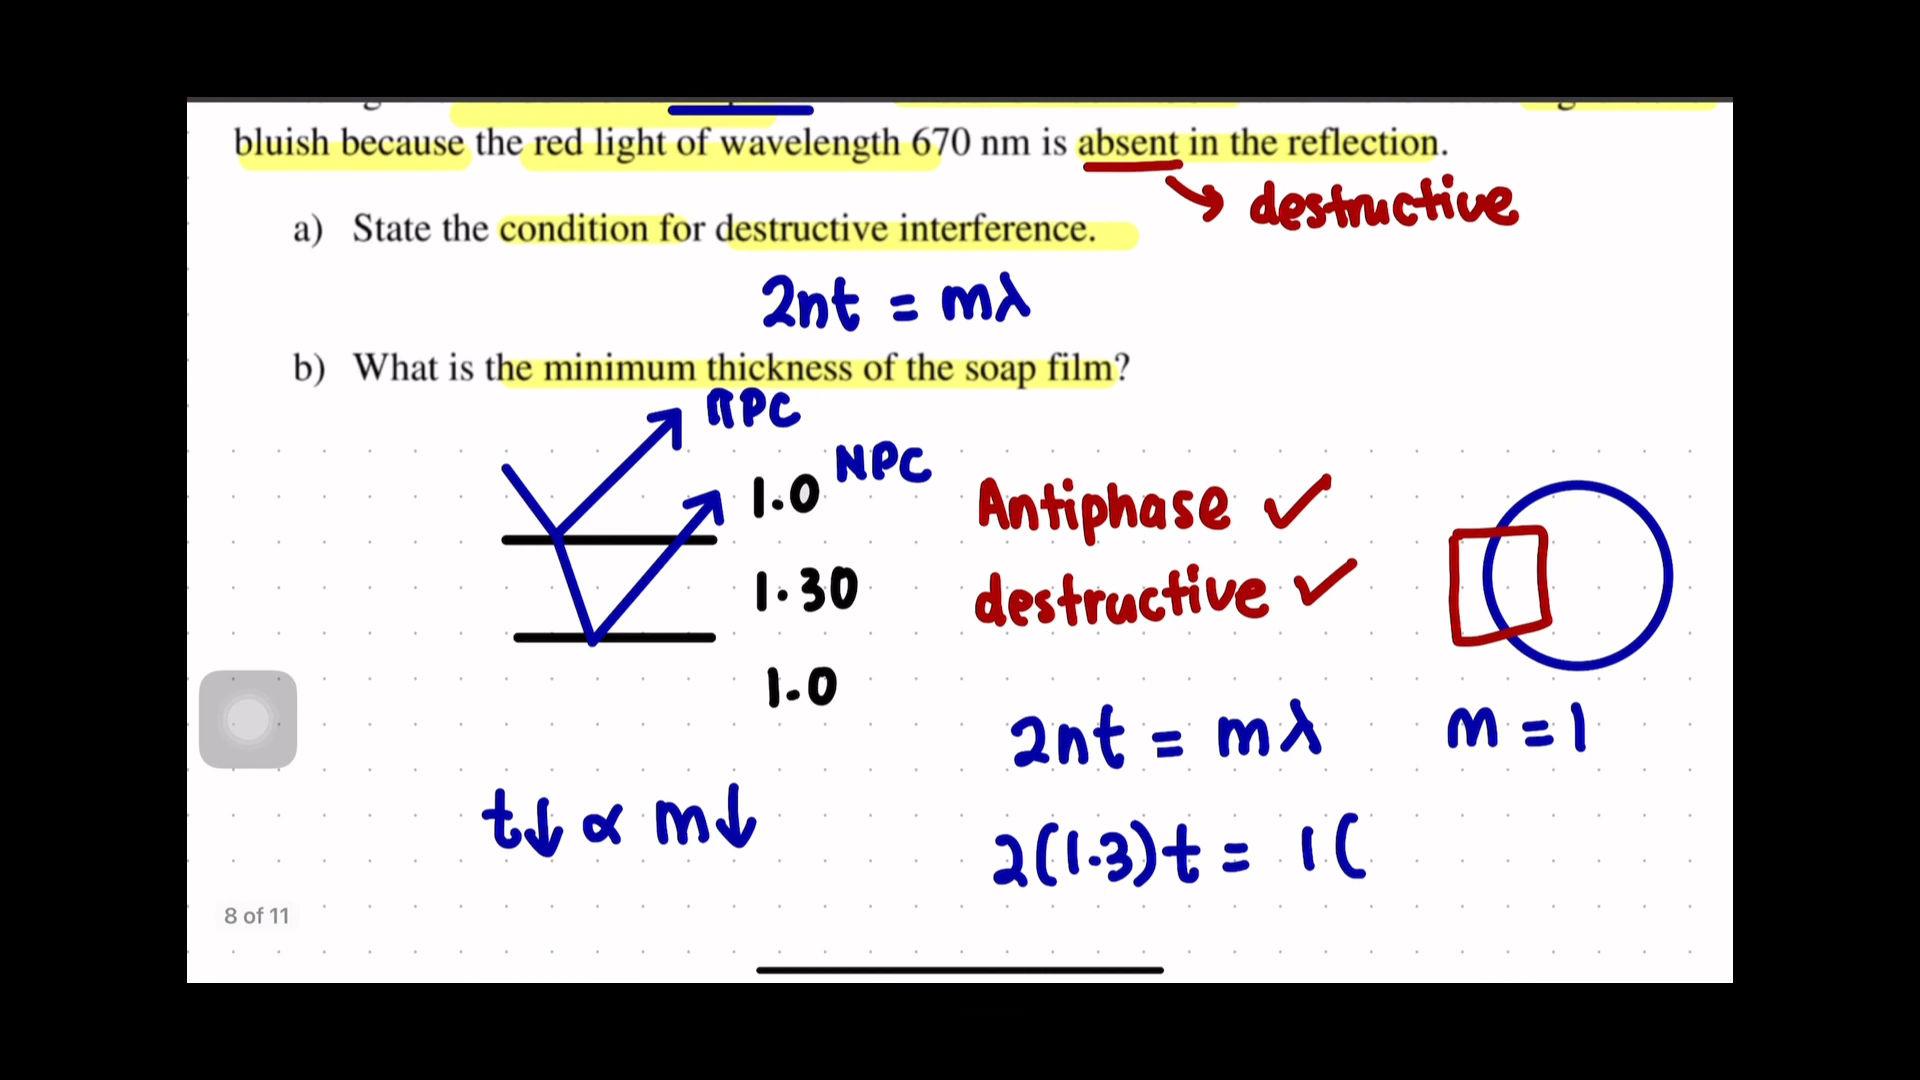 bluish because the red light of wavelength 670 nm is absent in the reflection.
destructive
a) State the condition for destructive interference.
2nt = mλ
b) What is the minimum thickness of the soap film?
πPC
NPC
1.0
Antiphase ✓
1.30
destructive ✓
1.0
2nt = mλ
m = 1
t↓ ∝ m↓
2(1.3)t = 1(
8 of 11